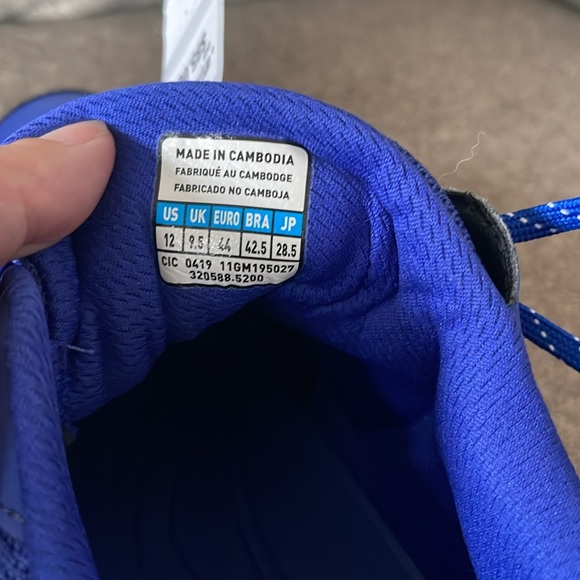 MADE IN CAMBODIA
FABRIQUÉ AU CAMBODGE
FABRICADO NO CAMBOJA
US UK EURO BRA JP
12 9.5 44 42.5 28.5
CIC 0419 11GM195027
320588.5200